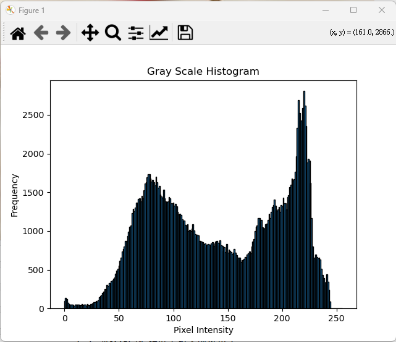 Figure 1
(x, y) = (161.0, 2866.)
Gray Scale Histogram
2500
2000
1500
1000
500
0
Frequency
0 50 100 150 200 250
Pixel Intensity